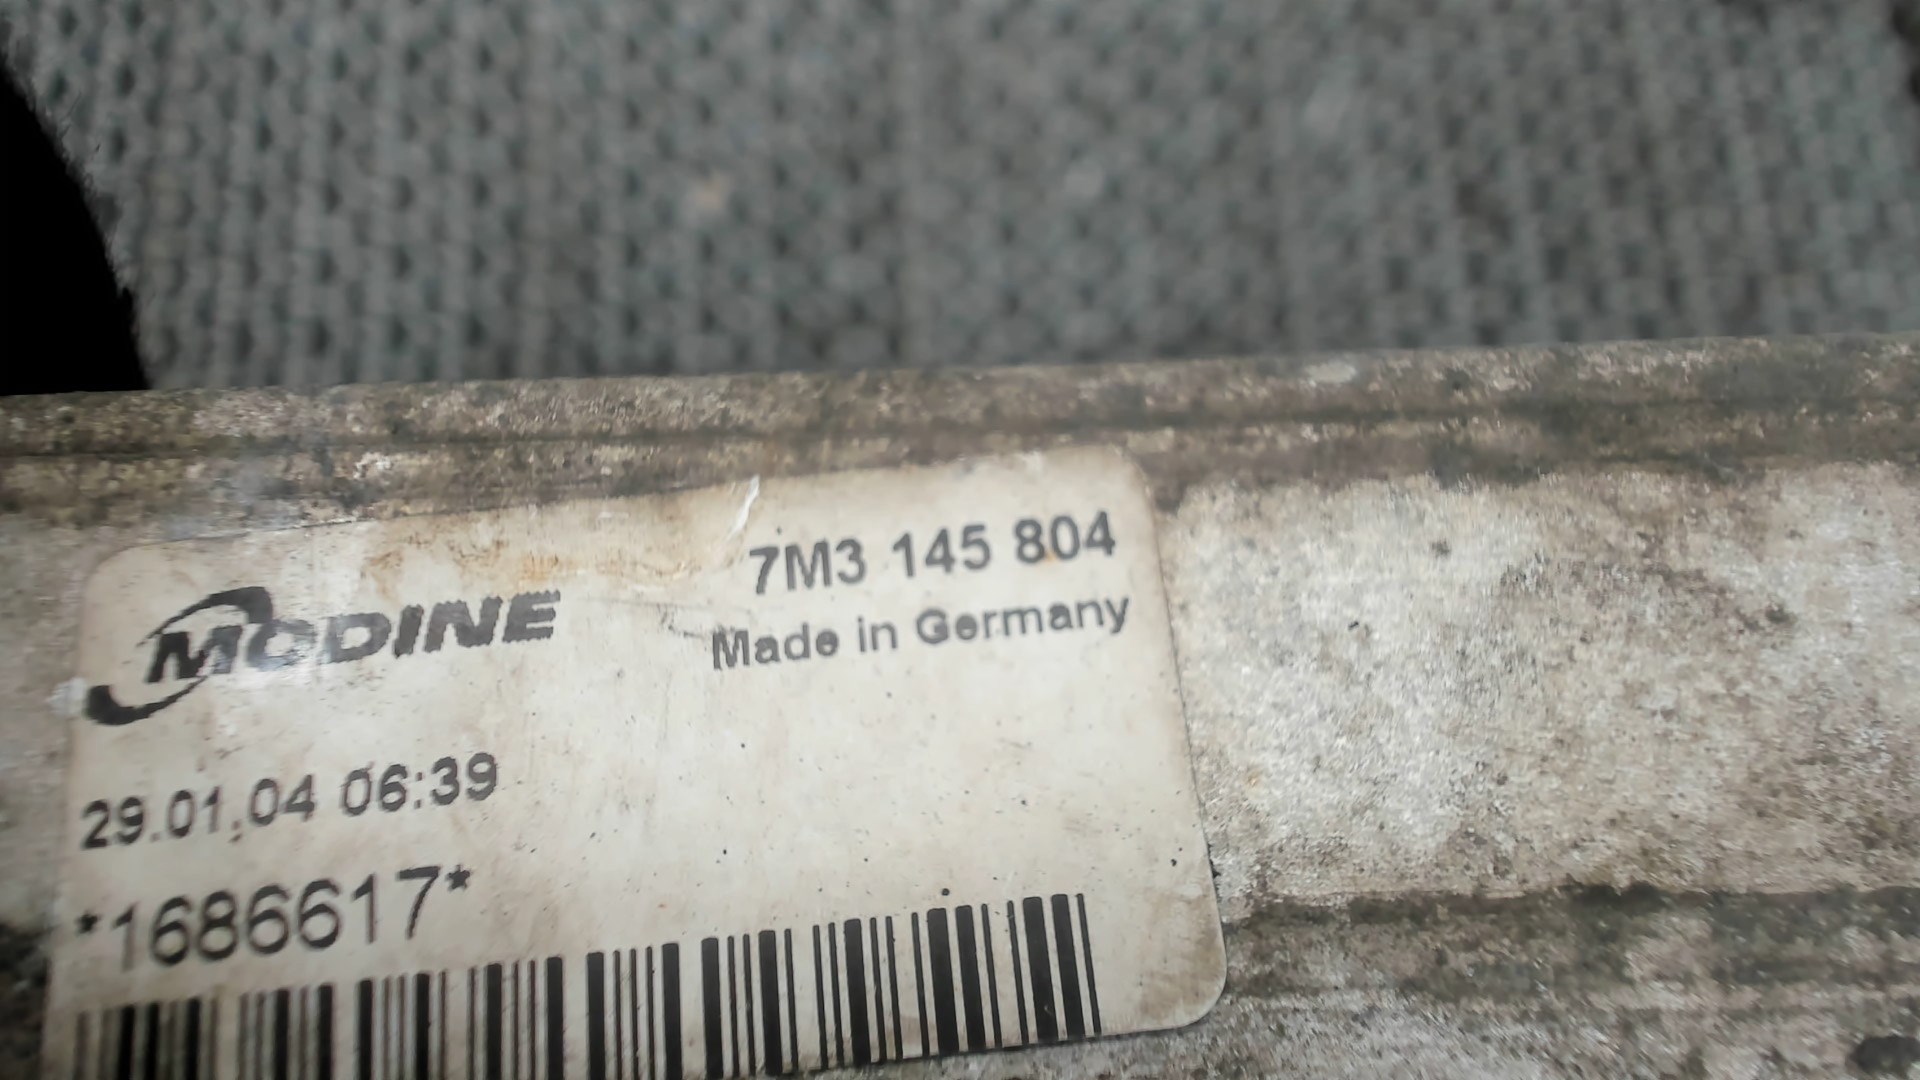 MODINE
7M3 145 804
Made in Germany
29.01.04 06:39
*1686617*